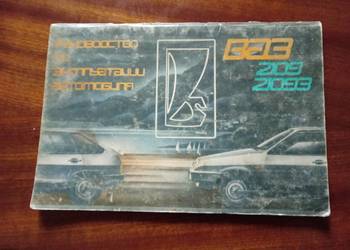 РУКОВОДСТВО
ПО
ЭКСПЛУАТАЦИИ
АВТОМОБИЛЯ
ВАЗ
2109
21093